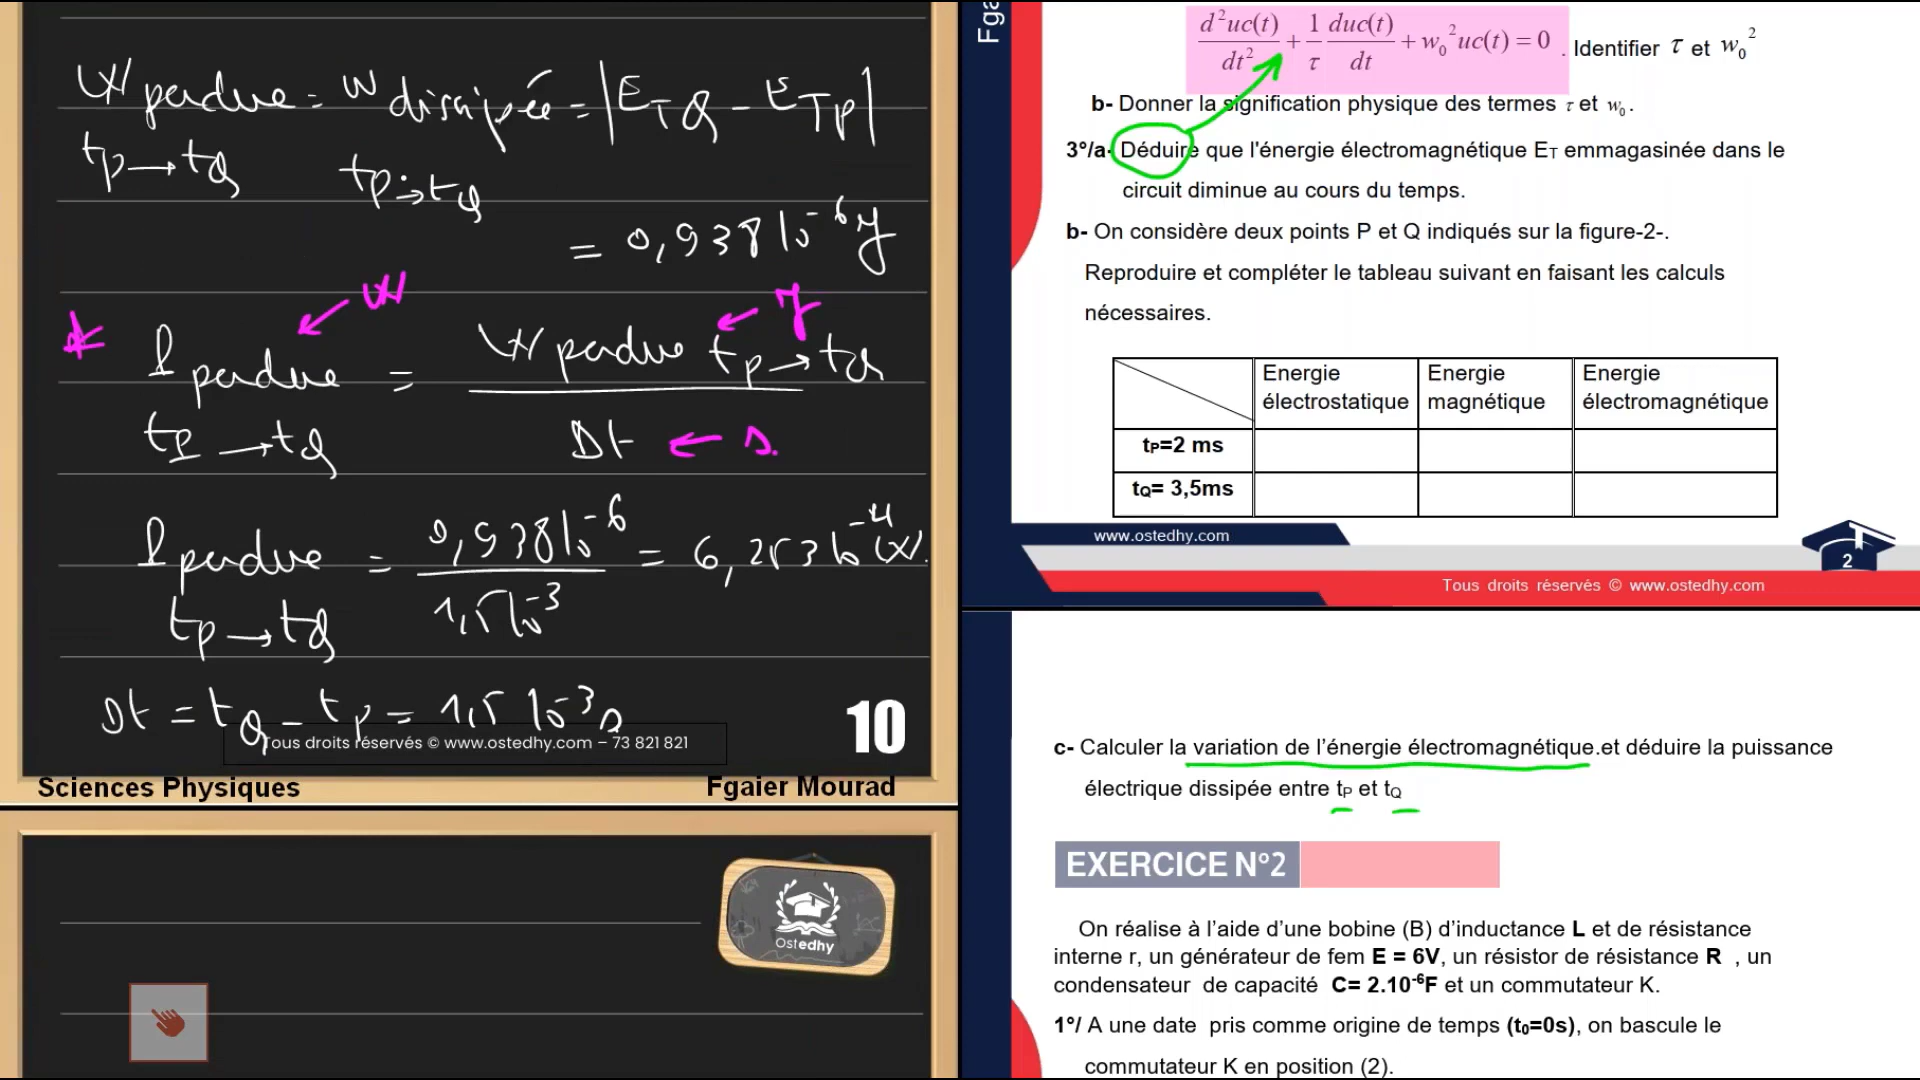 W perdue = W dissipée = |E_TQ - E_TP|
tp→tQ tp→tQ
= 0,938 10^-6 J
W
J
P perdue = W perdue tp→tQ / Δt
tp→tQ
← s.
P perdue = 0,938 10^-6 / 1,5 10^-3 = 6,253 10^-4 W.
tp→tQ
Δt = tQ - tp = 1,5 10^-3 s
Tous droits réservés © www.ostedhy.com – 73 821 821
10
Sciences Physiques
Fgaier Mourad
Ostedhy
Fga
d²uc(t)/dt² + 1/τ duc(t)/dt + w₀² uc(t) = 0 . Identifier τ et w₀²
b- Donner la signification physique des termes τ et w₀.
3°/a- Déduire que l'énergie électromagnétique ET emmagasinée dans le
circuit diminue au cours du temps.
b- On considère deux points P et Q indiqués sur la figure-2-.
Reproduire et compléter le tableau suivant en faisant les calculs
nécessaires.
Energie électrostatique
Energie magnétique
Energie électromagnétique
tP=2 ms
tQ= 3,5ms
www.ostedhy.com
2
Tous droits réservés © www.ostedhy.com
c- Calculer la variation de l'énergie électromagnétique.et déduire la puissance
électrique dissipée entre tP et tQ
EXERCICE N°2
On réalise à l'aide d'une bobine (B) d'inductance L et de résistance
interne r, un générateur de fem E = 6V, un résistor de résistance R , un
condensateur de capacité C= 2.10-6F et un commutateur K.
1°/ A une date pris comme origine de temps (t0=0s), on bascule le
commutateur K en position (2).